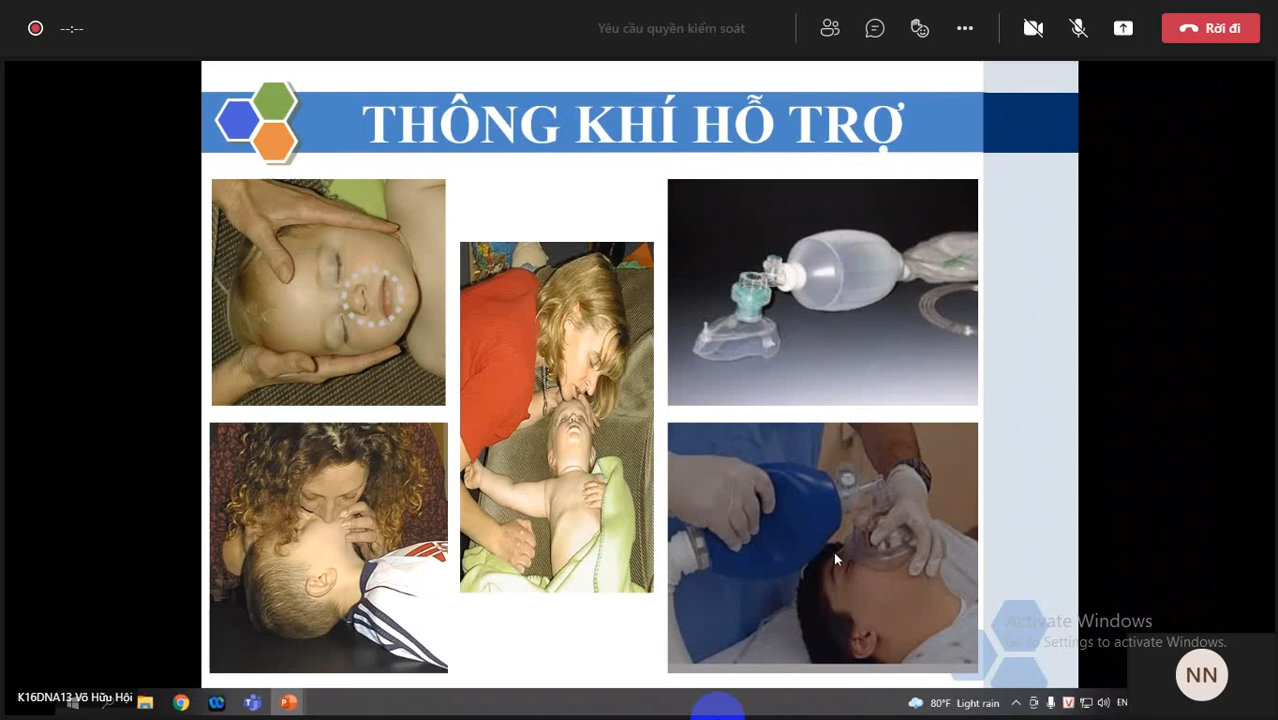 --:--
Yêu cầu quyền kiểm soát
Rời đi
THÔNG KHÍ HỖ TRỢ
Activate Windows
Go to Settings to activate Windows.
NN
K16DNA13 Võ Hữu Hội
80°F Light rain
EN